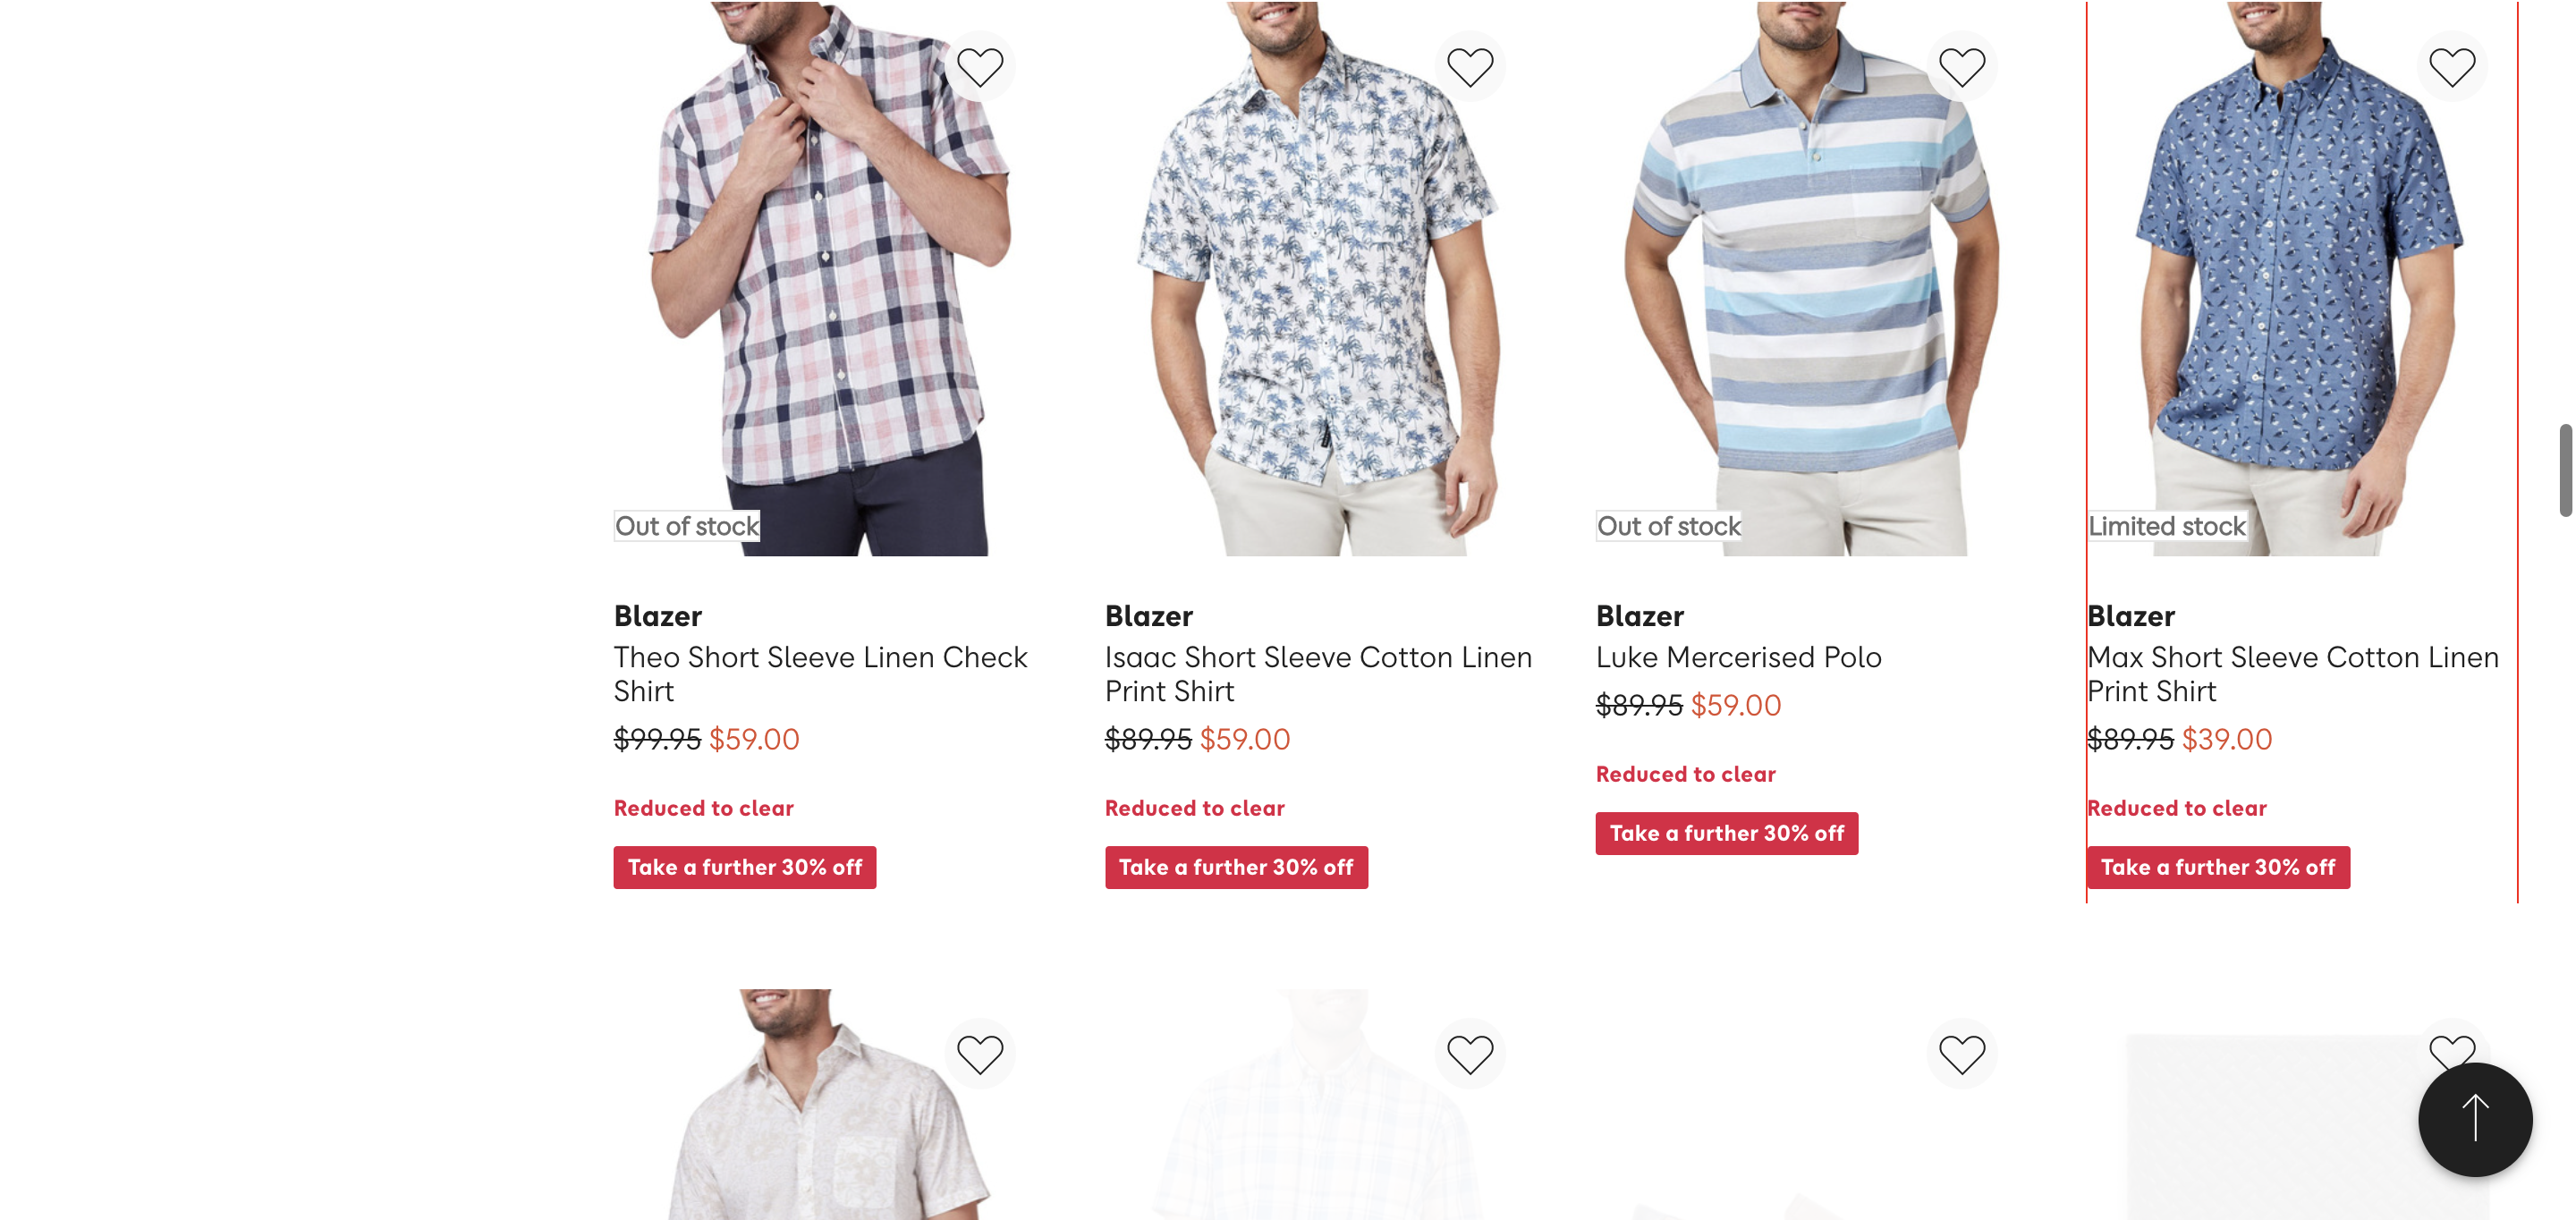 Out of stock
Out of stock
Limited stock
Blazer
Theo Short Sleeve Linen Check
Shirt
$99.95 $59.00
Reduced to clear
Take a further 30% off
Blazer
Isaac Short Sleeve Cotton Linen
Print Shirt
$89.95 $59.00
Reduced to clear
Take a further 30% off
Blazer
Luke Mercerised Polo
$89.95 $59.00
Reduced to clear
Take a further 30% off
Blazer
Max Short Sleeve Cotton Linen
Print Shirt
$89.95 $39.00
Reduced to clear
Take a further 30% off